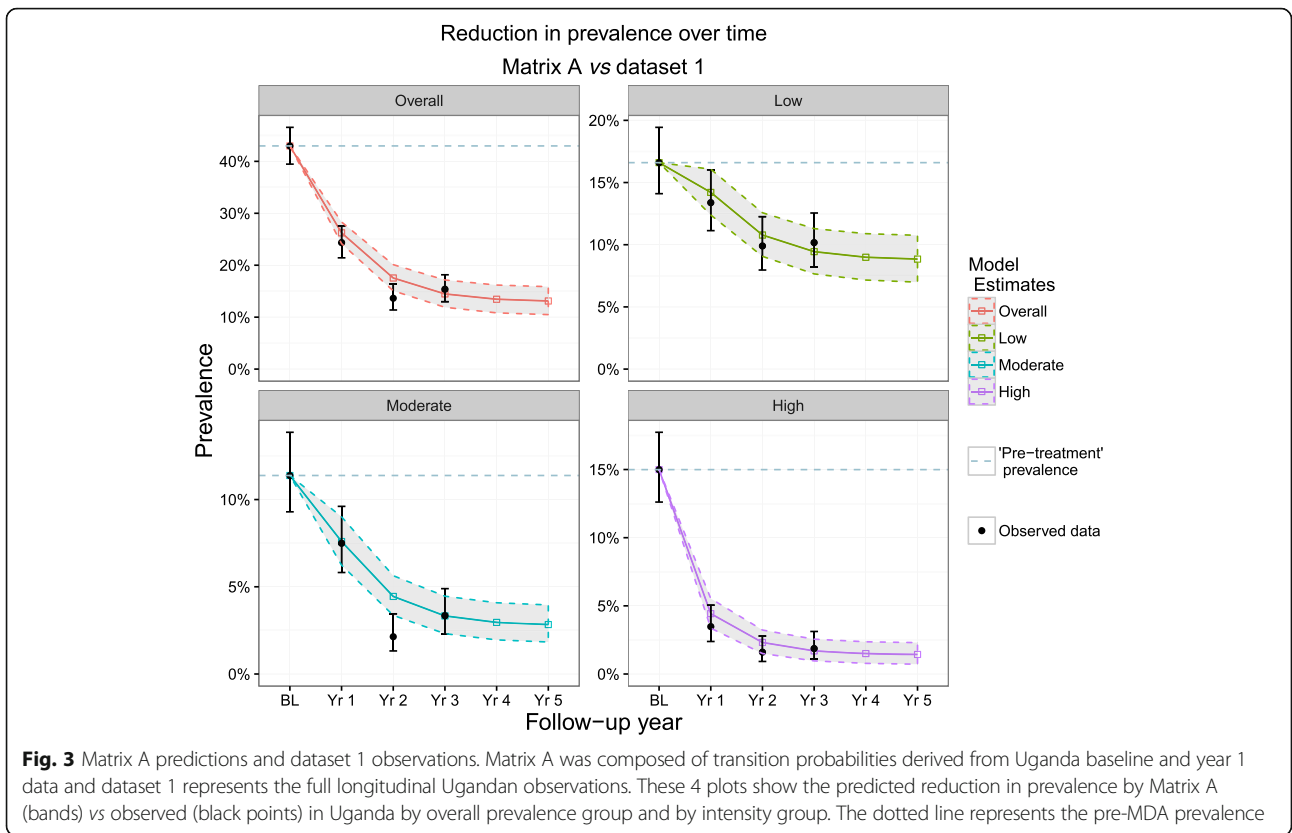 Reduction in prevalence over time
Matrix A vs dataset 1
Overall
Low
40%
30%
20%
10%
0%
20%
15%
10%
5%
0%
Moderate
High
10%
5%
0%
15%
10%
5%
0%
Prevalence
BL Yr 1 Yr 2 Yr 3 Yr 4 Yr 5
BL Yr 1 Yr 2 Yr 3 Yr 4 Yr 5
Follow−up year
Model
Estimates
Overall
Low
Moderate
High
'Pre−treatment'
prevalence
Observed data
Fig. 3 Matrix A predictions and dataset 1 observations. Matrix A was composed of transition probabilities derived from Uganda baseline and year 1
data and dataset 1 represents the full longitudinal Ugandan observations. These 4 plots show the predicted reduction in prevalence by Matrix A
(bands) vs observed (black points) in Uganda by overall prevalence group and by intensity group. The dotted line represents the pre-MDA prevalence